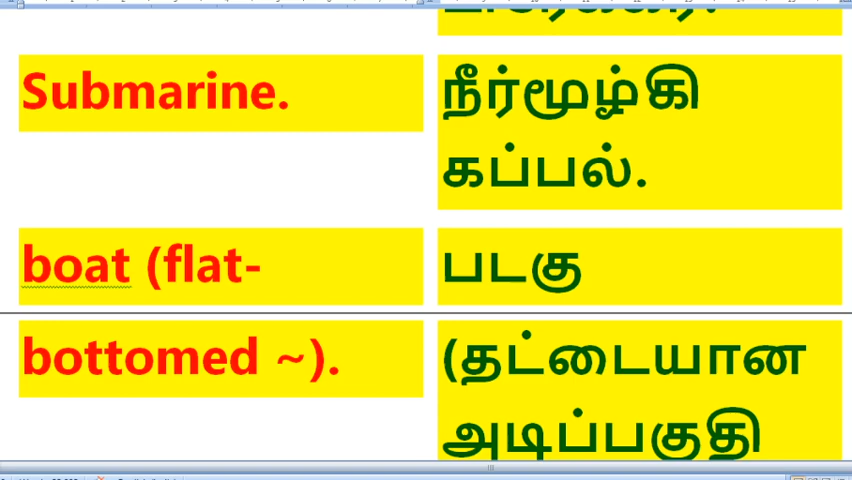 Submarine.
நீர்மூழ்கி
கப்பல்.
boat (flat-
படகு
bottomed ~).
(தட்டையான
அடிப்பகுதி